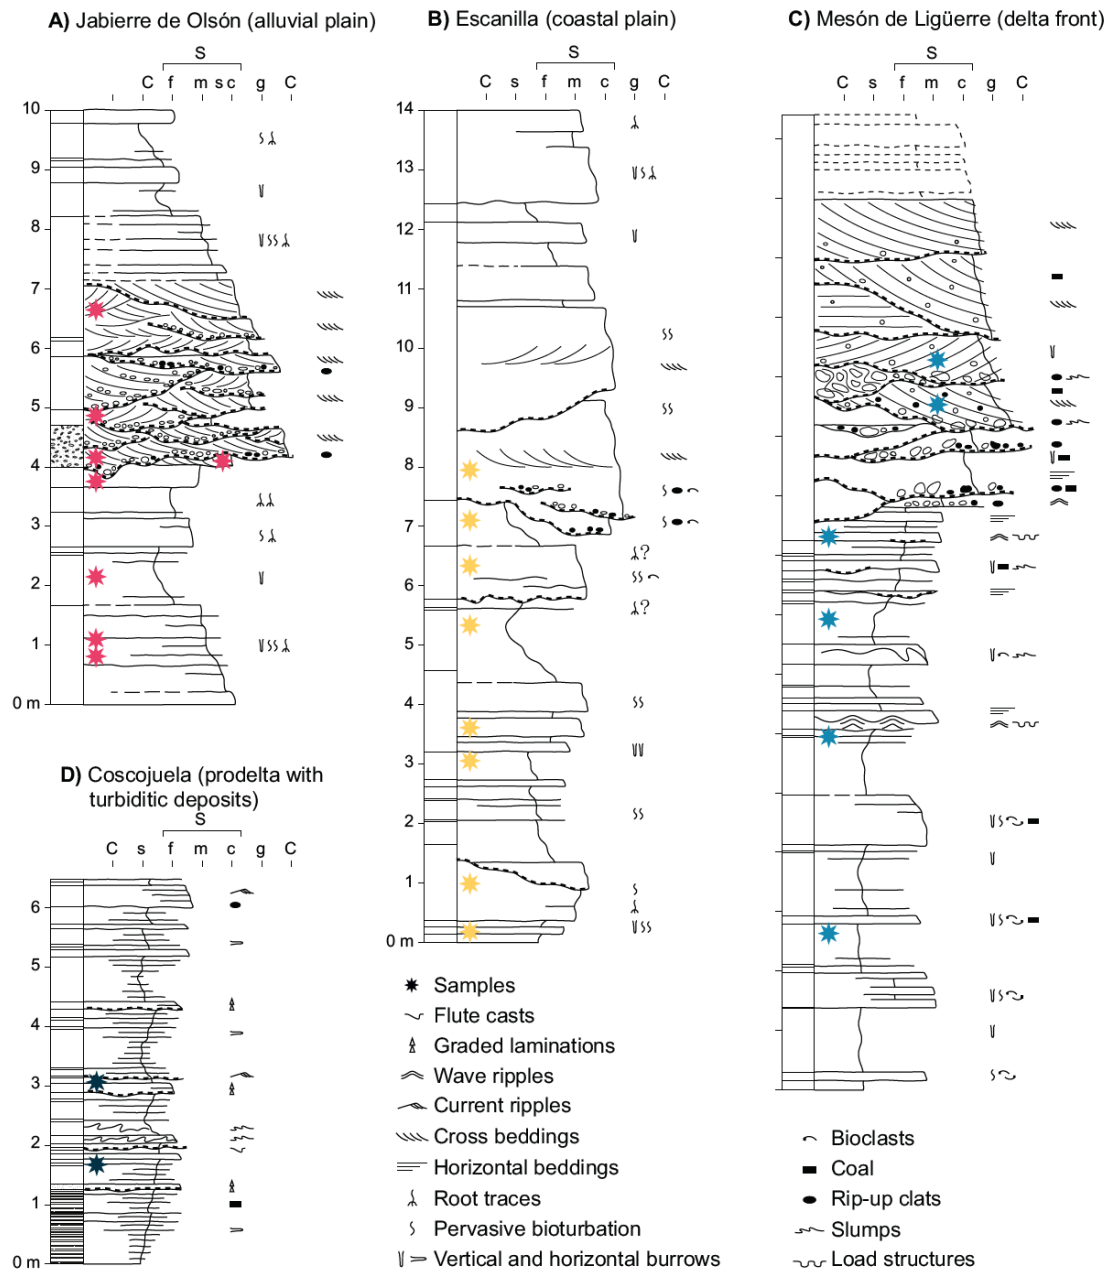 A) Jabierre de Olsón (alluvial plain)
S
C f m s c g C
10
9
8
7
6
5
4
3
2
1
0 m
B) Escanilla (coastal plain)
S
C s f m c g C
14
13
12
11
10
9
8
7
6
5
4
3
2
1
0 m
?
?
C) Mesón de Ligüerre (delta front)
S
C s f m c g C
D) Coscojuela (prodelta with
turbiditic deposits)
S
C s f m c g C
6
5
4
3
2
1
0 m
Samples
Flute casts
Graded laminations
Wave ripples
Current ripples
Cross beddings
Horizontal beddings
Root traces
Pervasive bioturbation
Vertical and horizontal burrows
Bioclasts
Coal
Rip-up clats
Slumps
Load structures